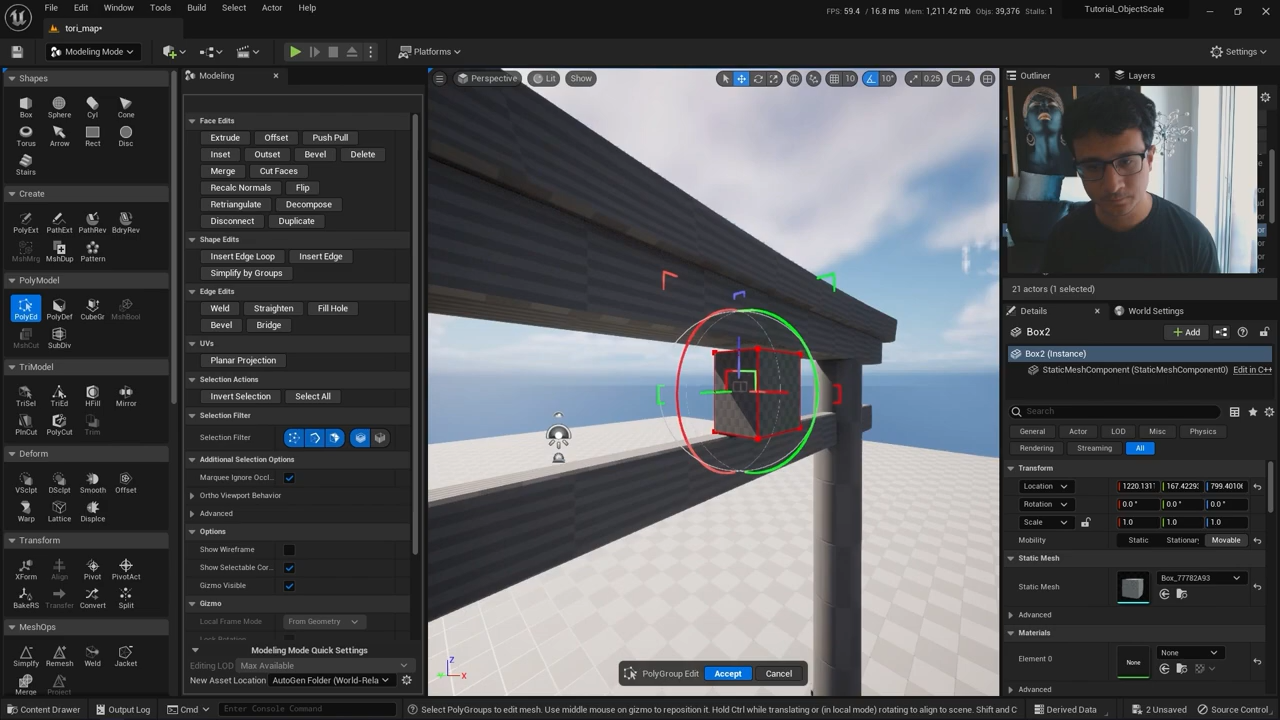 File Edit Window Tools Build Select Actor Help
FPS: 59.4 / 16.8 ms | Mem: 1,211.42 mb | Objs: 39,376 | Stalls: 1
Tutorial_ObjectScale
tori_map*
Modeling Mode
Platforms
Settings
Shapes
Box Sphere Cyl Cone
Torus Arrow Rect Disc
Stairs
Create
PolyExt PathExt PathRev BdryRev
MshMrg MshDup Pattern
PolyModel
PolyEd PolyDef CubeGr MshBool
MshCut SubDiv
TriModel
TriSel TriEd HFill Mirror
PlnCut PolyCut Trim
Deform
VSclpt DSclpt Smooth Offset
Warp Lattice Displce
Transform
XForm Align Pivot PivotAct
BakeRS Transfer Convert Split
MeshOps
Simplfy Remesh Weld Jacket
Merge Project
Modeling
Face Edits
Extrude Offset Push Pull
Inset Outset Bevel Delete
Merge Cut Faces
Recalc Normals Flip
Retriangulate Decompose
Disconnect Duplicate
Shape Edits
Insert Edge Loop Insert Edge
Simplify by Groups
Edge Edits
Weld Straighten Fill Hole
Bevel Bridge
UVs
Planar Projection
Selection Actions
Invert Selection Select All
Selection Filter
Selection Filter
Additional Selection Options
Marquee Ignore Occl...
Ortho Viewport Behavior
Advanced
Options
Show Wireframe
Show Selectable Cor...
Gizmo Visible
Gizmo
Local Frame Mode From Geometry
Modeling Mode Quick Settings
Editing LOD Max Available
New Asset Location AutoGen Folder (World-Rela
Perspective Lit Show
10 10° 0.25 4
z
x
PolyGroup Edit Accept Cancel
Outliner Layers
21 actors (1 selected)
Details World Settings
Box2
Add
Box2 (Instance)
StaticMeshComponent (StaticMeshComponent0) Edit in C++
Search
General Actor LOD Misc Physics
Rendering Streaming All
Transform
Location 1220.131 167.4229 799.4010
Rotation 0.0 ° 0.0 ° 0.0 °
Scale 1.0 1.0 1.0
Mobility Static Stationary Movable
Static Mesh
Static Mesh Box_77782A93
Advanced
Materials
Element 0 None None
Advanced
Content Drawer Output Log Cmd Enter Console Command Select PolyGroups to edit mesh. Use middle mouse on gizmo to reposition it. Hold Ctrl while translating or (in local mode) rotating to align to scene. Shift and C Derived Data 2 Unsaved Source Control